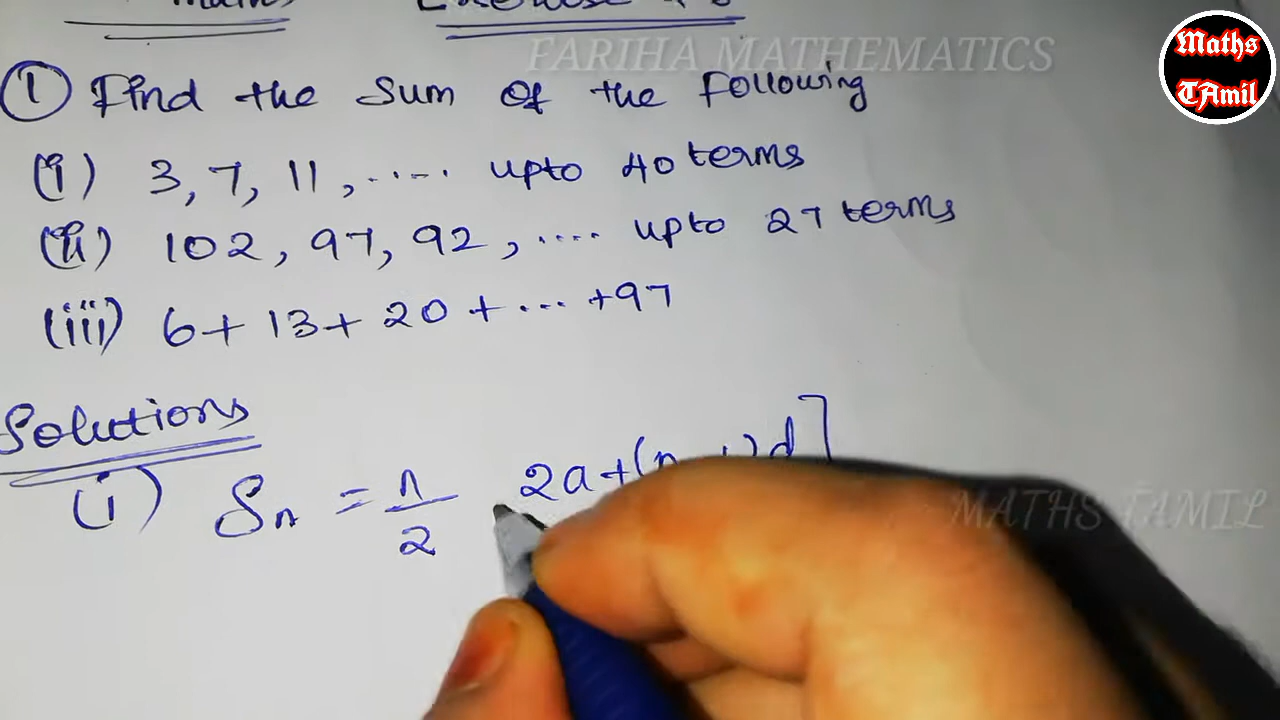 FARIHA MATHEMATICS
Maths
TAmil
① Find the Sum Of the Following
(i) 3, 7, 11, ..... upto 40 terms
(ii) 102, 97, 92, .... upto 27 terms
(iii) 6+13+20+...+97
Solutions
(i) Sn = n/2 2a+(n d]
MATHS TAMIL